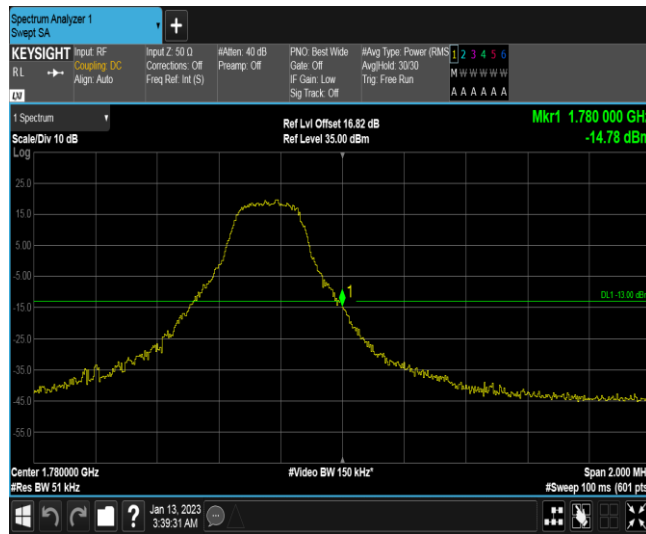 Spectrum Analyzer 1
Swept SA
+
KEYSIGHT Input: RF Input Z: 50 Ω #Atten: 40 dB PNO: Best Wide #Avg Type: Power (RMS 1 2 3 4 5 6
RL Coupling: DC Corrections: Off Preamp: Off Gate: Off Avg|Hold: 30/30 M W W W W W
Align: Auto Freq Ref: Int (S) IF Gain: Low Trig: Free Run
LXI Sig Track: Off A A A A A A
1 Spectrum Ref Lvl Offset 16.82 dB Mkr1 1.780 000 GHz
Scale/Div 10 dB Ref Level 35.00 dBm -14.78 dBm
Log
25.0
15.0
5.00
-5.00
1
DL1 -13.00 dBm
-15.0
-25.0
-35.0
-45.0
-55.0
Center 1.780000 GHz #Video BW 150 kHz* Span 2.000 MH
#Res BW 51 kHz #Sweep 100 ms (601 pts
? Jan 13, 2023
3:39:31 AM